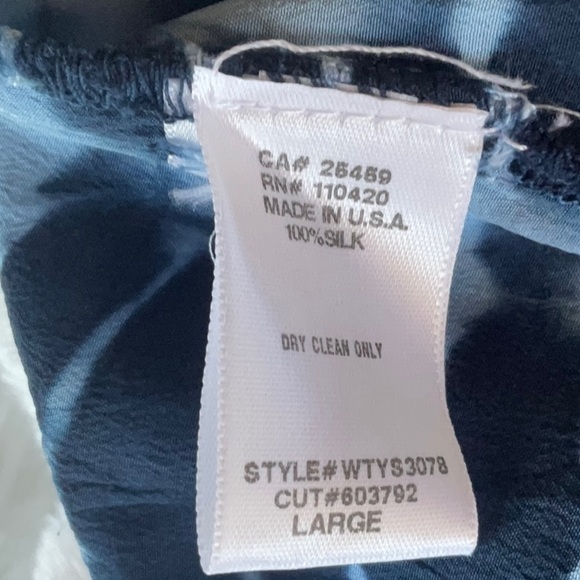 CA# 25459
RN# 110420
MADE IN U.S.A.
100%SILK
DRY CLEAN ONLY
STYLE# WTYS3078
CUT#603792
LARGE